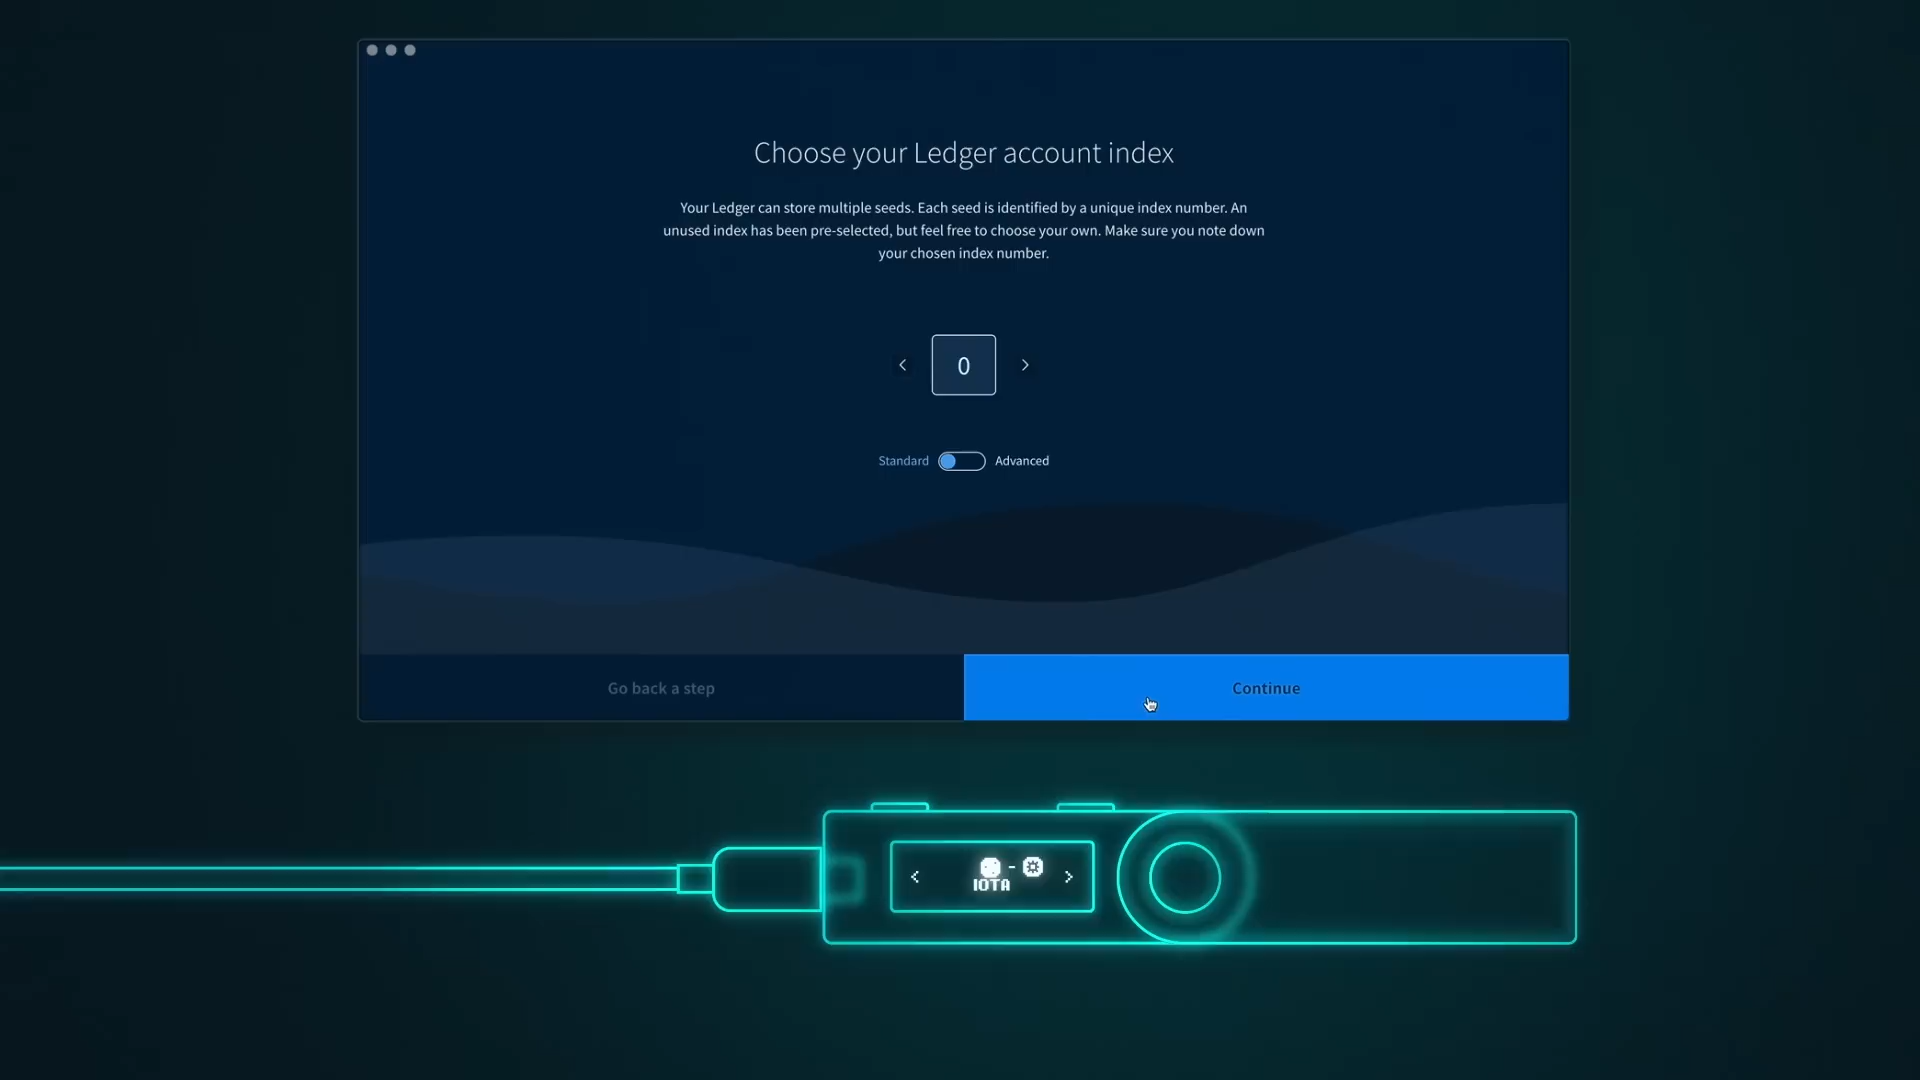 Choose your Ledger account index
Your Ledger can store multiple seeds. Each seed is identified by a unique index number. An
unused index has been pre-selected, but feel free to choose your own. Make sure you note down
your chosen index number.
0
Standard Advanced
Go back a step Continue
IOTA